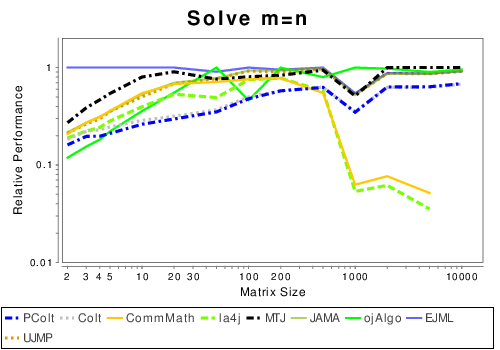 Solve m=n
Relative Performance
1
0.1
0.01
2 3 4 5 10 20 30 100 200 1000 10000
Matrix Size
PColt Colt CommMath la4j MTJ JAMA ojAlgo EJML
UJMP